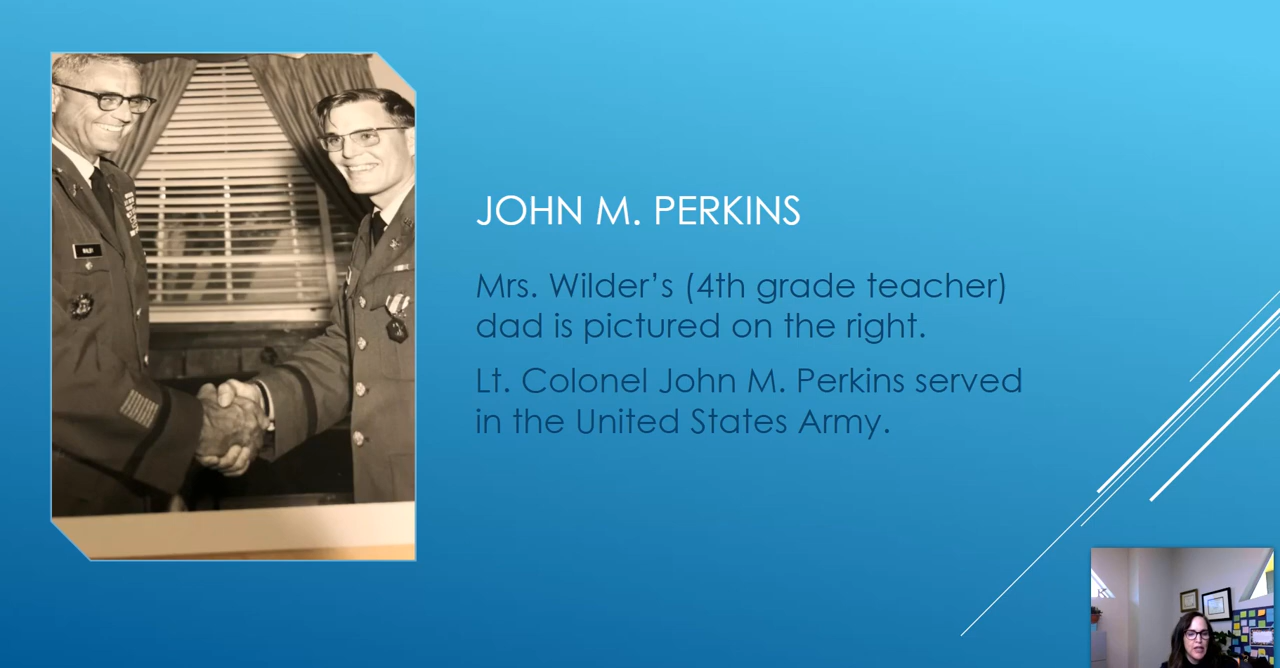 JOHN M. PERKINS
Mrs. Wilder’s (4th grade teacher)
dad is pictured on the right.
Lt. Colonel John M. Perkins served
in the United States Army.